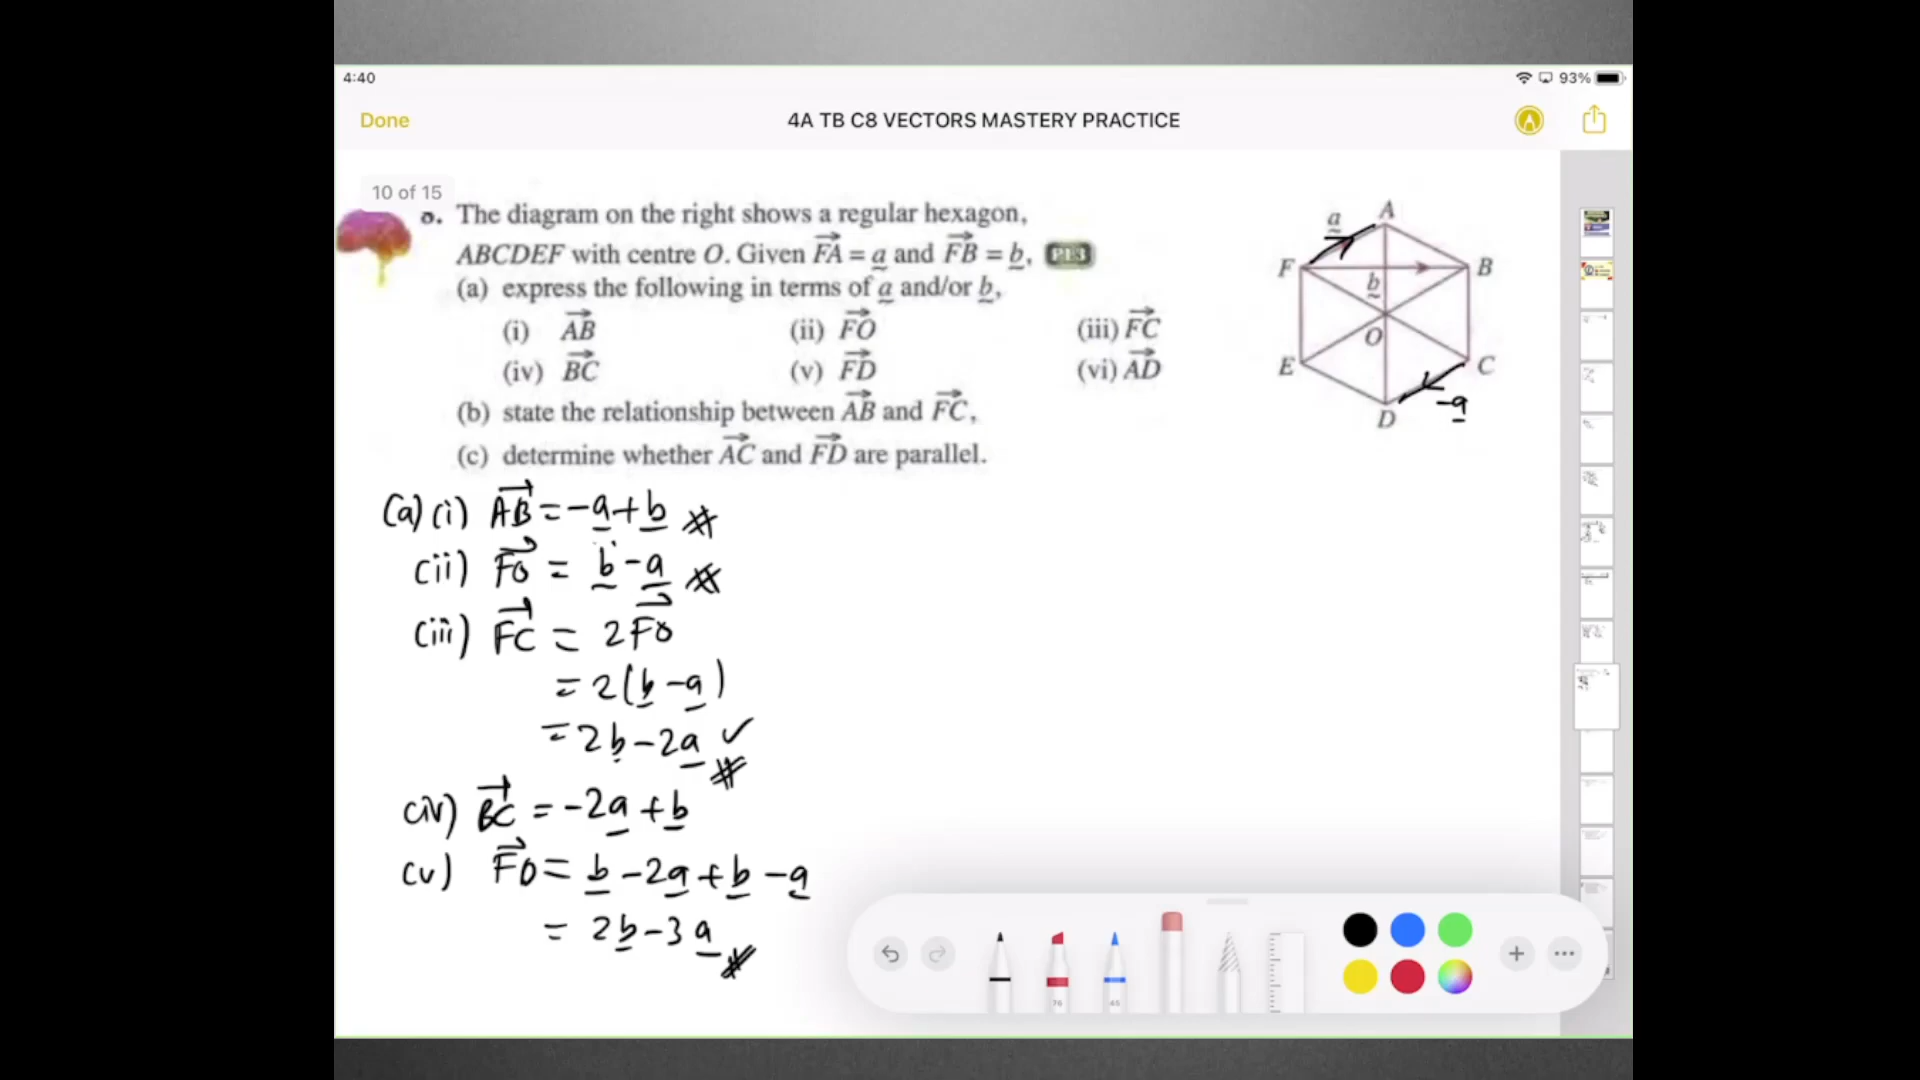 4:40
93%
Done
4A TB C8 VECTORS MASTERY PRACTICE
10 of 15
8. The diagram on the right shows a regular hexagon,
ABCDEF with centre O. Given FA = a and FB = b, PL3
(a) express the following in terms of a and/or b,
(i) AB (ii) FO (iii) FC
(iv) BC (v) FD (vi) AD
(b) state the relationship between AB and FC,
(c) determine whether AC and FD are parallel.
a A
F B
b
O
E C
-a
D
(a)(i) AB = -a + b
(ii) FO = b - a
(iii) FC = 2FO
= 2(b - a)
= 2b - 2a ✓
(iv) BC = -2a + b
(v) FD = b - 2a + b - a
= 2b - 3a
76
65